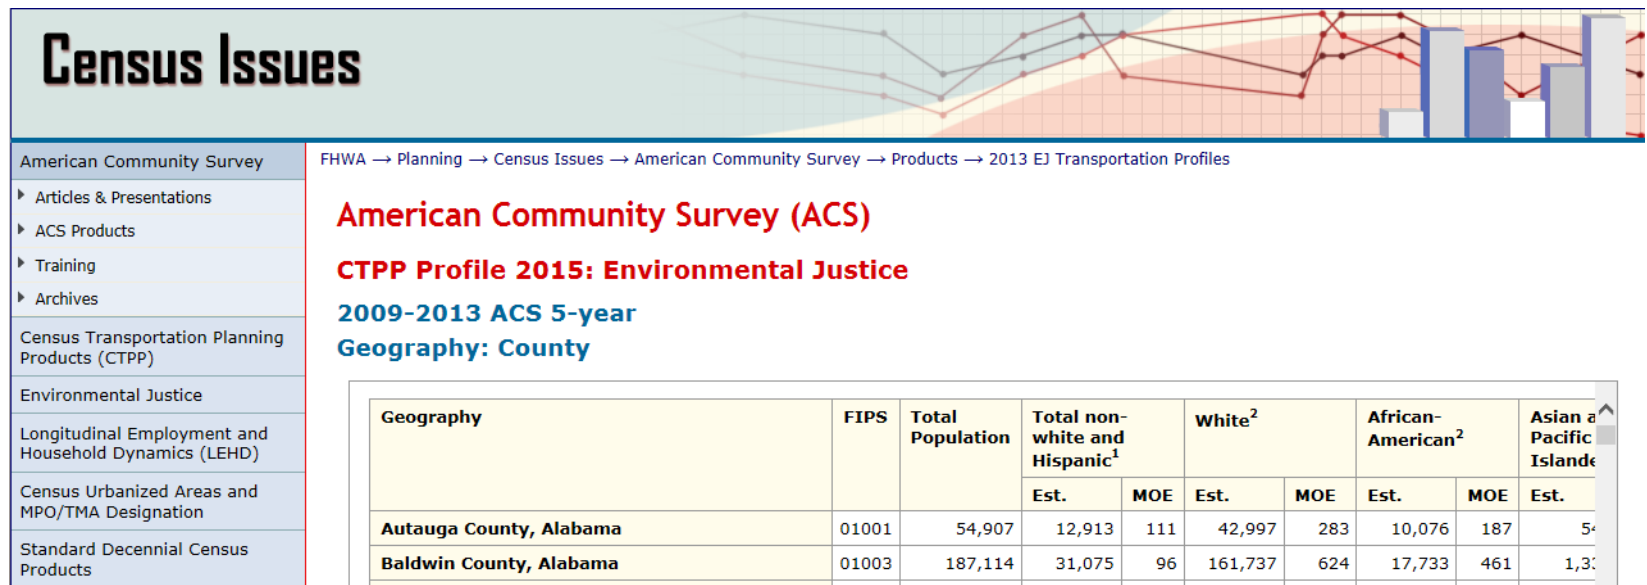 Census Issues
American Community Survey
Articles & Presentations
ACS Products
Training
Archives
Census Transportation Planning
Products (CTPP)
Environmental Justice
Longitudinal Employment and
Household Dynamics (LEHD)
Census Urbanized Areas and
MPO/TMA Designation
Standard Decennial Census
Products
FHWA → Planning → Census Issues → American Community Survey → Products → 2013 EJ Transportation Profiles
American Community Survey (ACS)
CTPP Profile 2015: Environmental Justice
2009-2013 ACS 5-year
Geography: County
Geography FIPS Total Population Total non-white and Hispanic¹ White² African-American² Asian a Pacific Islande
Est. MOE Est. MOE Est. MOE Est.
Autauga County, Alabama 01001 54,907 12,913 111 42,997 283 10,076 187
Baldwin County, Alabama 01003 187,114 31,075 96 161,737 624 17,733 461